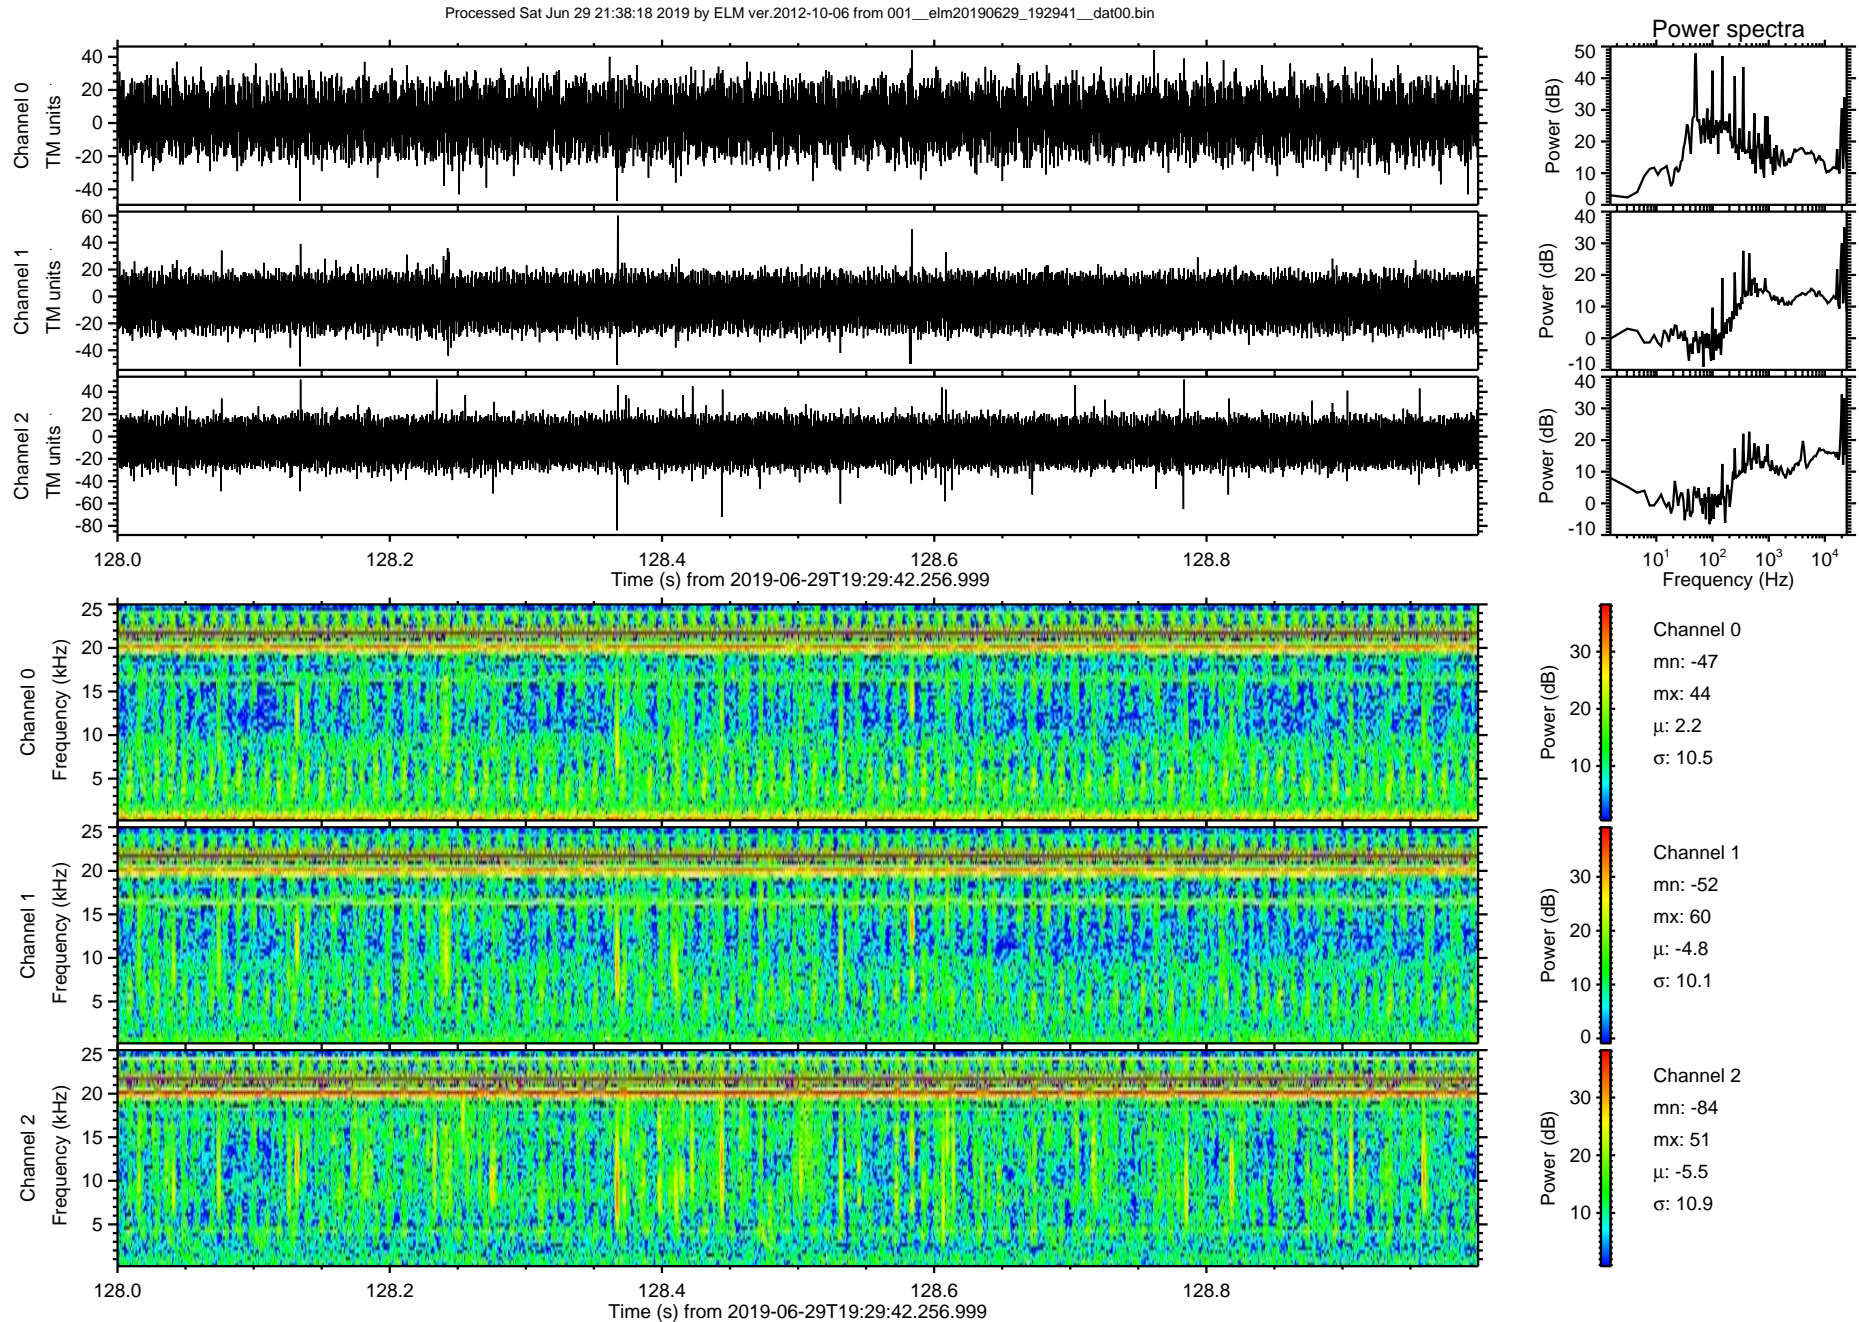 Processed Sat Jun 29 21:38:18 2019 by ELM ver.2012-10-06 from 001__elm20190629_192941__dat00.bin
Power spectra
Channel 0
TM units
40
20
0
-20
-40
Power (dB)
50
40
30
20
10
0
Channel 1
TM units
60
40
20
0
-20
-40
Power (dB)
40
30
20
10
0
-10
Channel 2
TM units
40
20
0
-20
-40
-60
-80
Power (dB)
40
30
20
10
0
-10
128.0 128.2 128.4 128.6 128.8
Time (s) from 2019-06-29T19:29:42.256.999
10¹ 10² 10³ 10⁴
Frequency (Hz)
Channel 0
Frequency (kHz)
25
20
15
10
5
Power (dB)
30
20
10
Channel 0
mn: -47
mx: 44
μ: 2.2
σ: 10.5
Channel 1
Frequency (kHz)
25
20
15
10
5
Power (dB)
30
20
10
0
Channel 1
mn: -52
mx: 60
μ: -4.8
σ: 10.1
Channel 2
Frequency (kHz)
25
20
15
10
5
Power (dB)
30
20
10
Channel 2
mn: -84
mx: 51
μ: -5.5
σ: 10.9
128.0 128.2 128.4 128.6 128.8
Time (s) from 2019-06-29T19:29:42.256.999